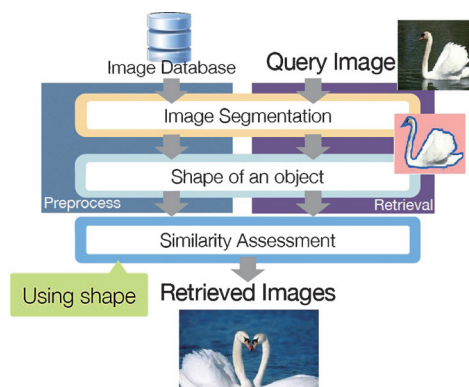 Image Database
Query Image
Image Segmentation
Shape of an object
Preprocess
Retrieval
Similarity Assessment
Using shape
Retrieved Images